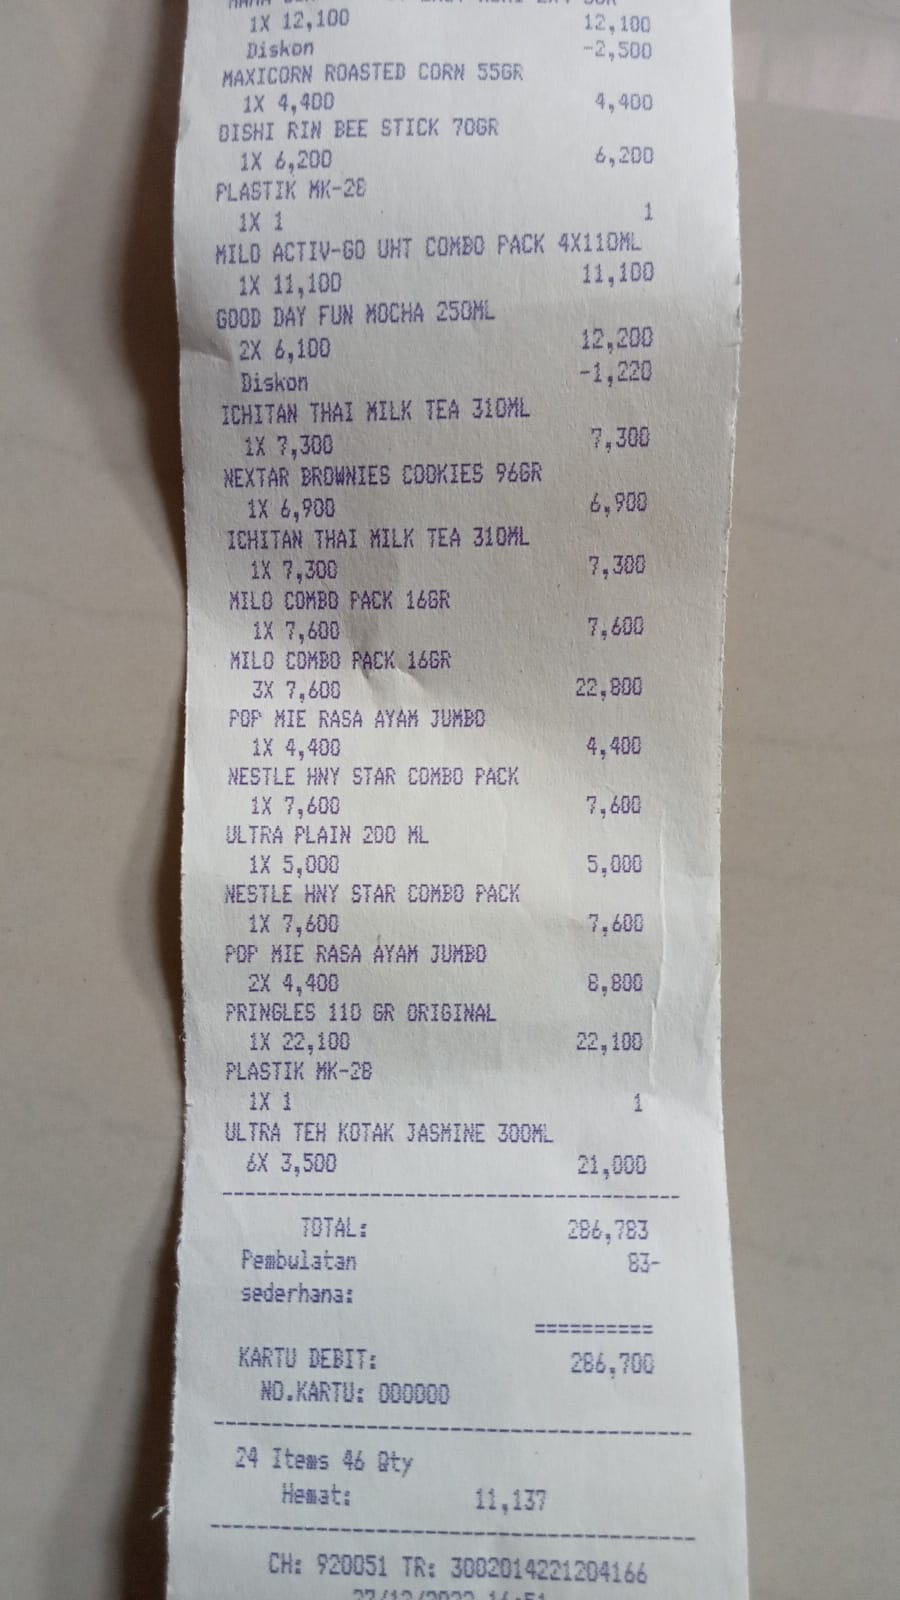 1X 12,100 12,100
Diskon -2,500
MAXICORN ROASTED CORN 55GR
1X 4,400 4,400
OISHI RIN BEE STICK 70GR
1X 6,200 6,200
PLASTIK MK-28
1X 1 1
MILO ACTIV-GO UHT COMBO PACK 4X110ML
1X 11,100 11,100
GOOD DAY FUN MOCHA 250ML
2X 6,100 12,200
Diskon -1,220
ICHITAN THAI MILK TEA 310ML
1X 7,300 7,300
NEXTAR BROWNIES COOKIES 96GR
1X 6,900 6,900
ICHITAN THAI MILK TEA 310ML
1X 7,300 7,300
MILO COMBO PACK 16GR
1X 7,600 7,600
MILO COMBO PACK 16GR
3X 7,600 22,800
POP MIE RASA AYAM JUMBO
1X 4,400 4,400
NESTLE HNY STAR COMBO PACK
1X 7,600 7,600
ULTRA PLAIN 200 ML
1X 5,000 5,000
NESTLE HNY STAR COMBO PACK
1X 7,600 7,600
POP MIE RASA AYAM JUMBO
2X 4,400 8,800
PRINGLES 110 GR ORIGINAL
1X 22,100 22,100
PLASTIK MK-28
1X 1 1
ULTRA TEH KOTAK JASMINE 300ML
6X 3,500 21,000
TOTAL: 286,783
Pembulatan 83-
sederhana:
==========
KARTU DEBIT: 286,700
NO.KARTU: 000000
24 Items 46 Qty
Hemat: 11,137
CH: 920051 TR: 3002014221204166